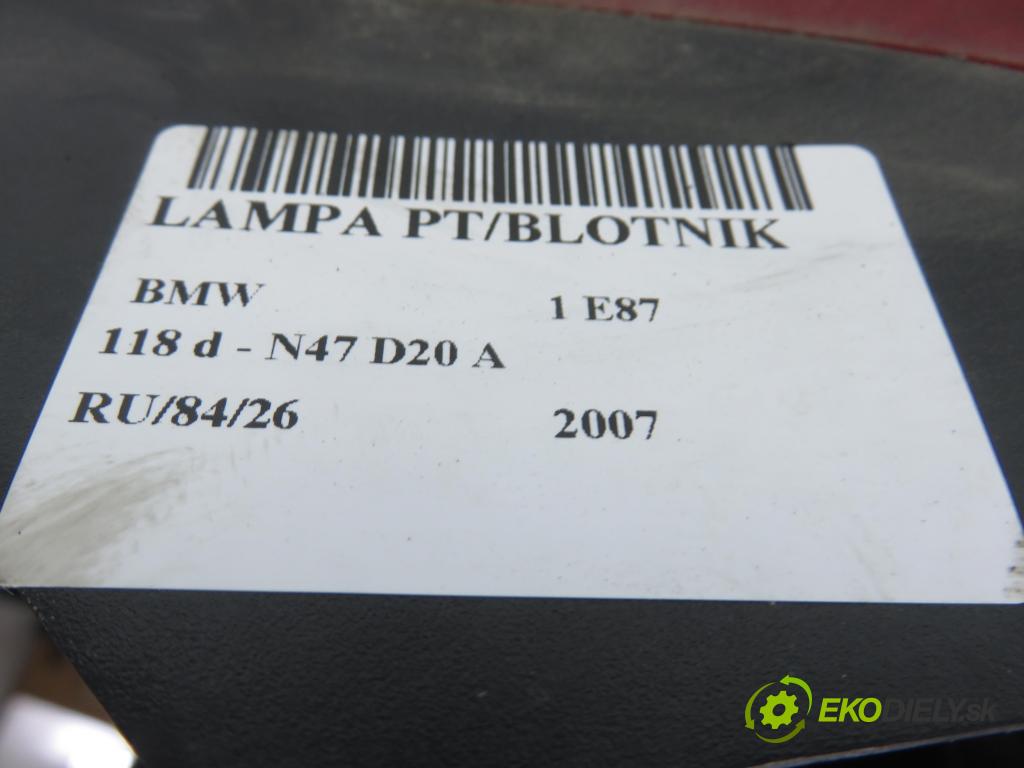 LAMPA PT/BLOTNIK
BMW 1 E87
118 d - N47 D20 A
RU/84/26 2007
EKODIELY.sk